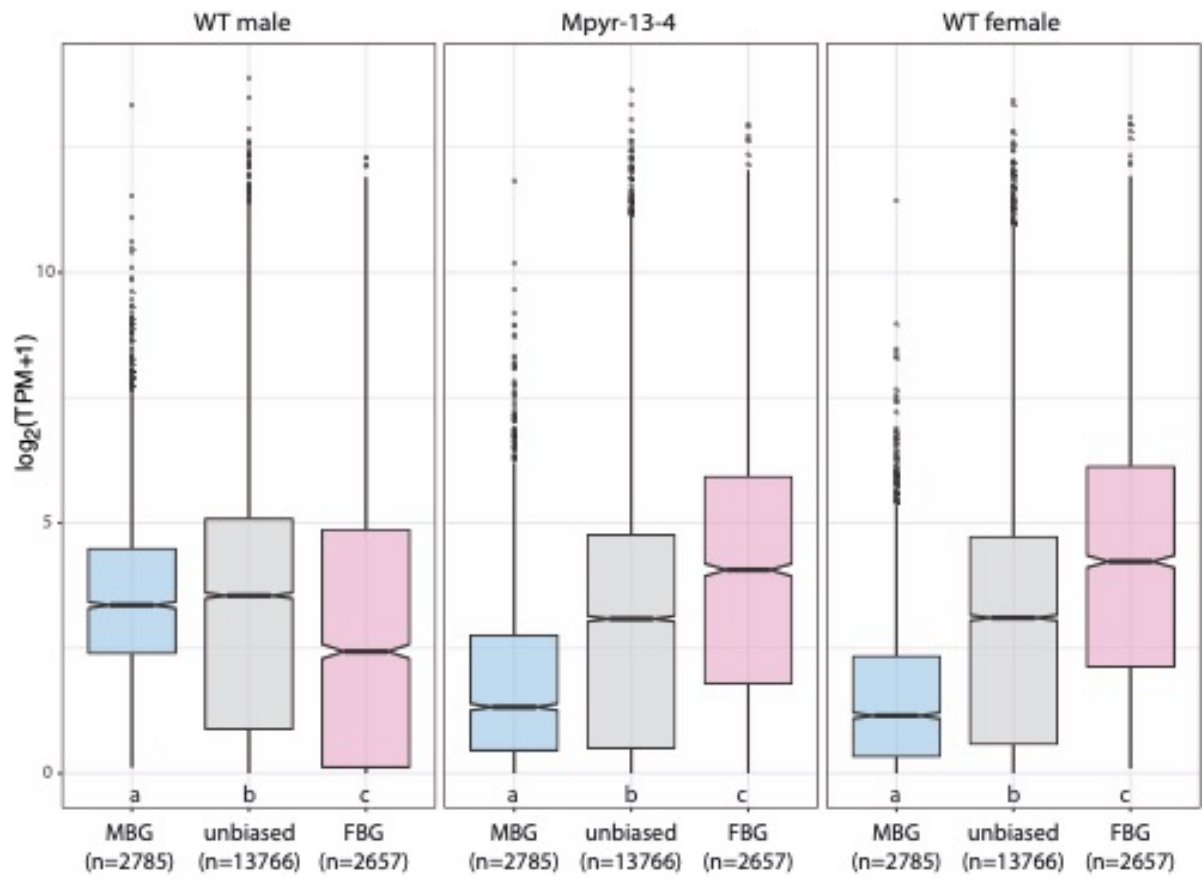 WT male Mpyr-13-4 WT female
log2(TPM+1)
10
5
0
a b c a b c a b c
MBG unbiased FBG MBG unbiased FBG MBG unbiased FBG
(n=2785) (n=13766) (n=2657) (n=2785) (n=13766) (n=2657) (n=2785) (n=13766) (n=2657)